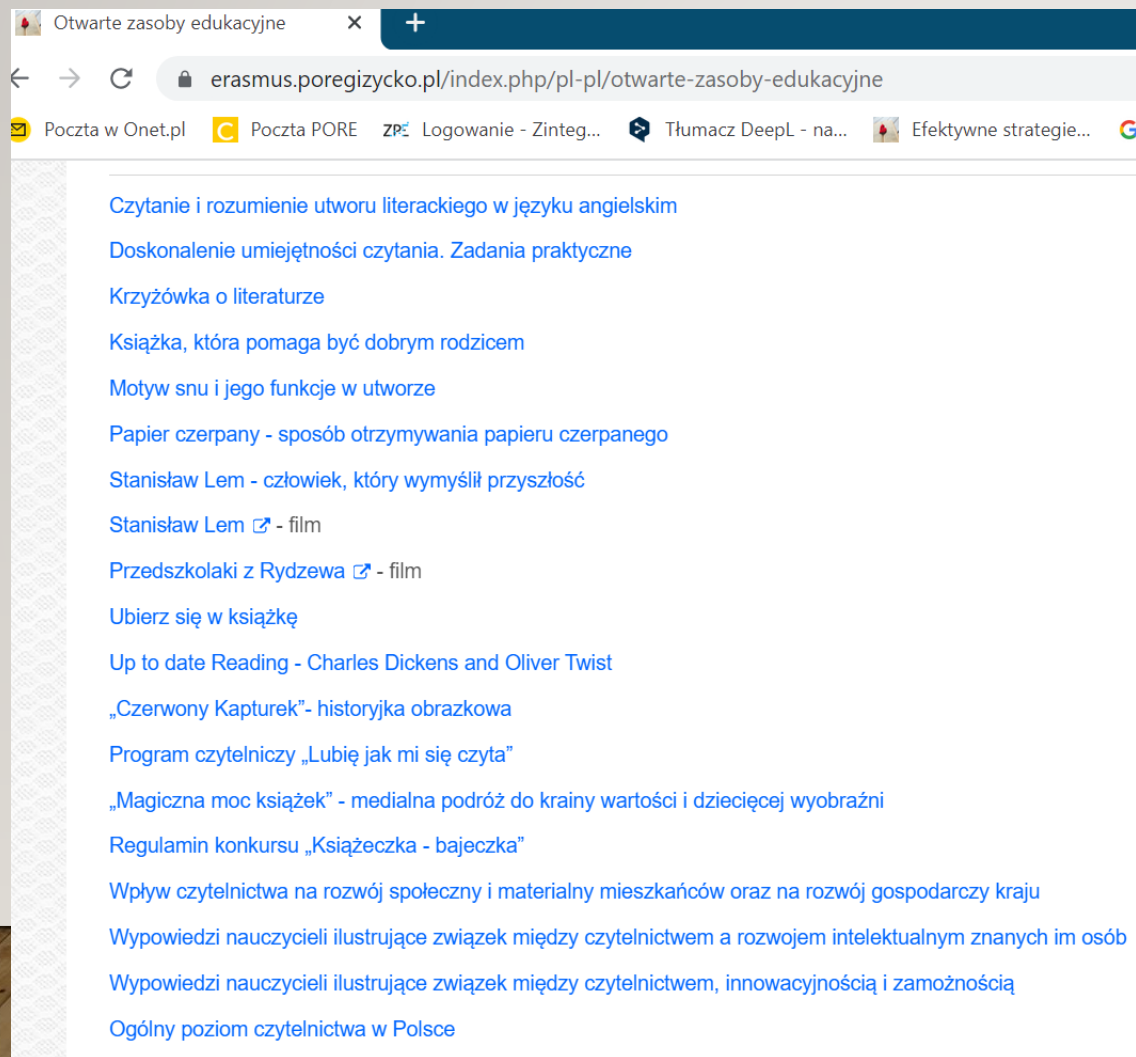 Otwarte zasoby edukacyjne
erasmus.poregizycko.pl/index.php/pl-pl/otwarte-zasoby-edukacyjne
Poczta w Onet.pl Poczta PORE ZPE Logowanie - Zinteg... Tłumacz DeepL - na... Efektywne strategie... G
Czytanie i rozumienie utworu literackiego w języku angielskim
Doskonalenie umiejętności czytania. Zadania praktyczne
Krzyżówka o literaturze
Książka, która pomaga być dobrym rodzicem
Motyw snu i jego funkcje w utworze
Papier czerpany - sposób otrzymywania papieru czerpanego
Stanisław Lem - człowiek, który wymyślił przyszłość
Stanisław Lem - film
Przedszkolaki z Rydzewa - film
Ubierz się w książkę
Up to date Reading - Charles Dickens and Oliver Twist
„Czerwony Kapturek”- historyjka obrazkowa
Program czytelniczy „Lubię jak mi się czyta”
„Magiczna moc książek” - medialna podróż do krainy wartości i dziecięcej wyobraźni
Regulamin konkursu „Książeczka - bajeczka”
Wpływ czytelnictwa na rozwój społeczny i materialny mieszkańców oraz na rozwój gospodarczy kraju
Wypowiedzi nauczycieli ilustrujące związek między czytelnictwem a rozwojem intelektualnym znanych im osób
Wypowiedzi nauczycieli ilustrujące związek między czytelnictwem, innowacyjnością i zamożnością
Ogólny poziom czytelnictwa w Polsce